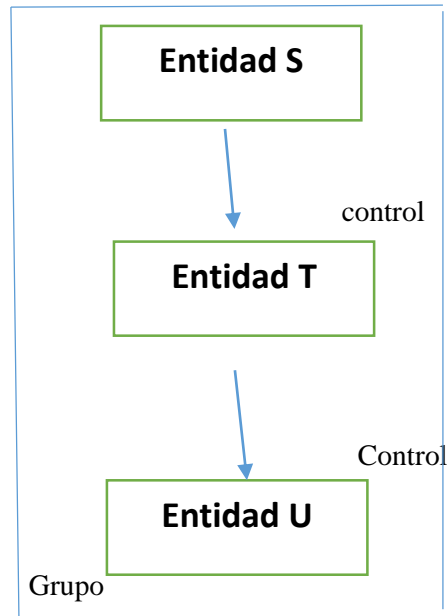 Entidad S
control
Entidad T
Control
Entidad U
Grupo